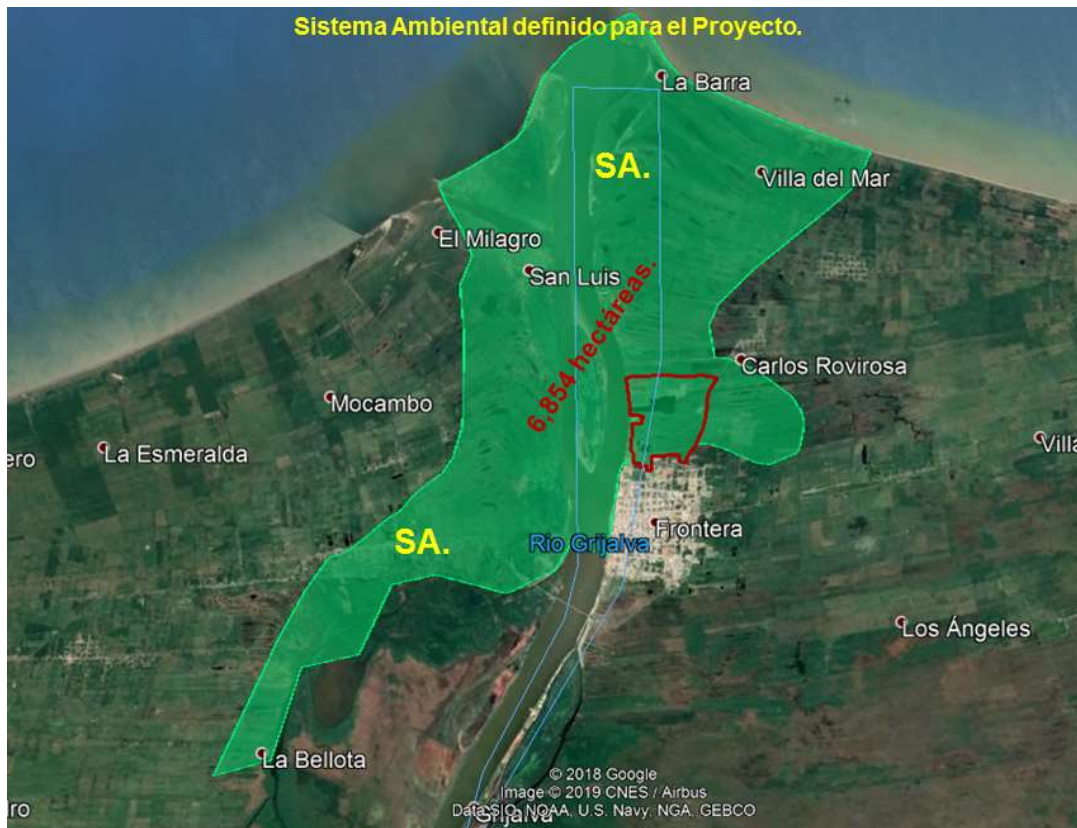 Sistema Ambiental definido para el Proyecto.
La Barra
SA.
Villa del Mar
El Milagro
San Luis
6,854 hectáreas.
Carlos Rovirosa
Mocambo
La Esmeralda
ero
Villa
Frontera
Rio Grijalva
SA.
Los Ángeles
La Bellota
© 2018 Google
Image © 2019 CNES / Airbus
Data SIO, NOAA, U.S. Navy, NGA, GEBCO
Grijalva
ro